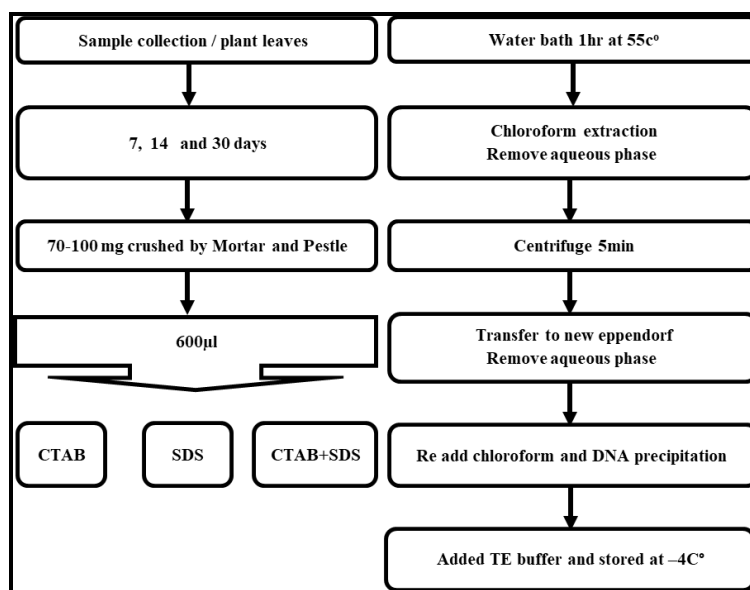 Sample collection / plant leaves
7, 14 and 30 days
70-100 mg crushed by Mortar and Pestle
600µl
CTAB
SDS
CTAB+SDS
Water bath 1hr at 55c⁰
Chloroform extraction
Remove aqueous phase
Centrifuge 5min
Transfer to new eppendorf
Remove aqueous phase
Re add chloroform and DNA precipitation
Added TE buffer and stored at –4C°